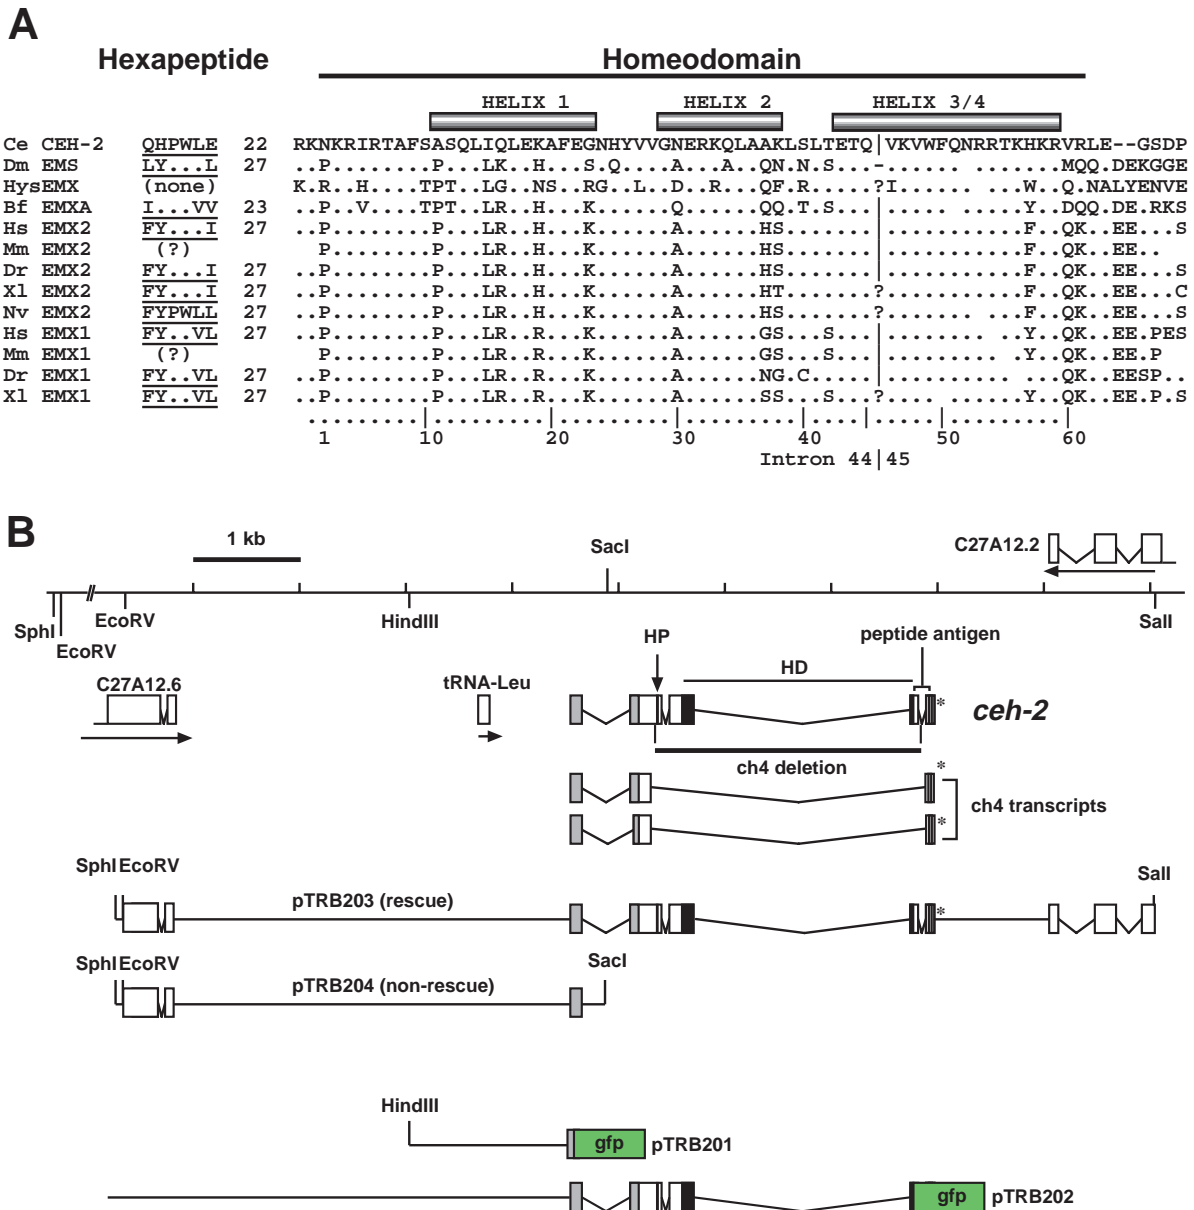 A
Hexapeptide Homeodomain
HELIX 1 HELIX 2 HELIX 3/4
Ce CEH-2 QHPWLE 22 RKNKRIRTAFSASQLIQLEKAFEGNHYVVGNERKQLAAKLSLTETQ|VKVWFQNRRTKHKRVRLE--GSDP
Dm EMS LY...L 27 ..P........P...LK..H...S.Q........A..QN.N.R...-...... .......MQQ.DEKGGE
HysEMX (none) K.R..H....TPT..LG..NS..RG..L..D..R...QF.R.....?I...... .....W..Q.NALYENVE
Bf EMXA I...VV 23 ..P..V....TPT..LR..H...K......Q......QQ.T.S...|......... .....Y..DQQ.DE.RKS
Hs EMX2 FY...I 27 ..P........P...LR..H...K......A......HS.......|......... .....F..QK..EE...S
Mm EMX2 (?) P........P...LR..H...K......A......HS.......|......... .....F..QK..EE..
Dr EMX2 FY...I 27 ..P........P...LR..H...K......A......HS.......|......... .....F..QK..EE...S
Xl EMX2 FY...I 27 ..P........P...LR..H...K......A......HT.......?...........F..QK..EE...C
Nv EMX2 FYPWLL 27 ..P........P...LR..H...K......A......HS.......?......... .....F..QK..EE...S
Hs EMX1 FY..VL 27 ..P........P...LR..R...K......A......GS...S...|...... .....Y..QK..EE.PES
Mm EMX1 (?) P........P...LR..R...K......A......GS...S...|......... ..Y..QK..EE.P
Dr EMX1 FY..VL 27 ..P........P...LR..R...K......A......NG.C.....|.......... ...QK..EESP..
Xl EMX1 FY..VL 27 ..P........P...LR..R...K......A......SS...S...?.... ......Y..QK..EE.P.S
1 10 20 30 40 50 60
Intron 44|45
B
1 kb
SacI
C27A12.2
SphI
EcoRV
EcoRV
HindIII
SalI
HP
peptide antigen
HD
C27A12.6
tRNA-Leu
*
ceh-2
ch4 deletion
*
ch4 transcripts
*
SphI EcoRV
SalI
pTRB203 (rescue)
*
SphI EcoRV
SacI
pTRB204 (non-rescue)
HindIII
gfp pTRB201
gfp pTRB202